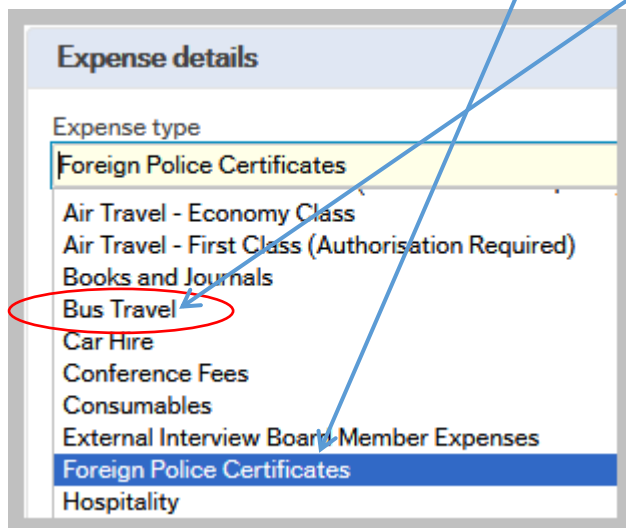 Expense details
Expense type
Foreign Police Certificates
Air Travel - Economy Class
Air Travel - First Class (Authorisation Required)
Books and Journals
Bus Travel
Car Hire
Conference Fees
Consumables
External Interview Board Member Expenses
Foreign Police Certificates
Hospitality